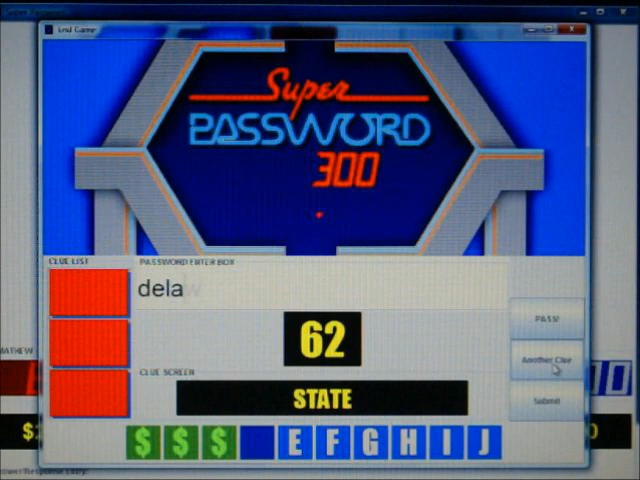 End Game
Super
PASSWORD
300
CLUE LIST
PASSWORD ENTER BOX
dela
62
PASS!
Another Clue
Submit
CLUE SCREEN
STATE
MATHEW
$ $ $ E F G H I J
$